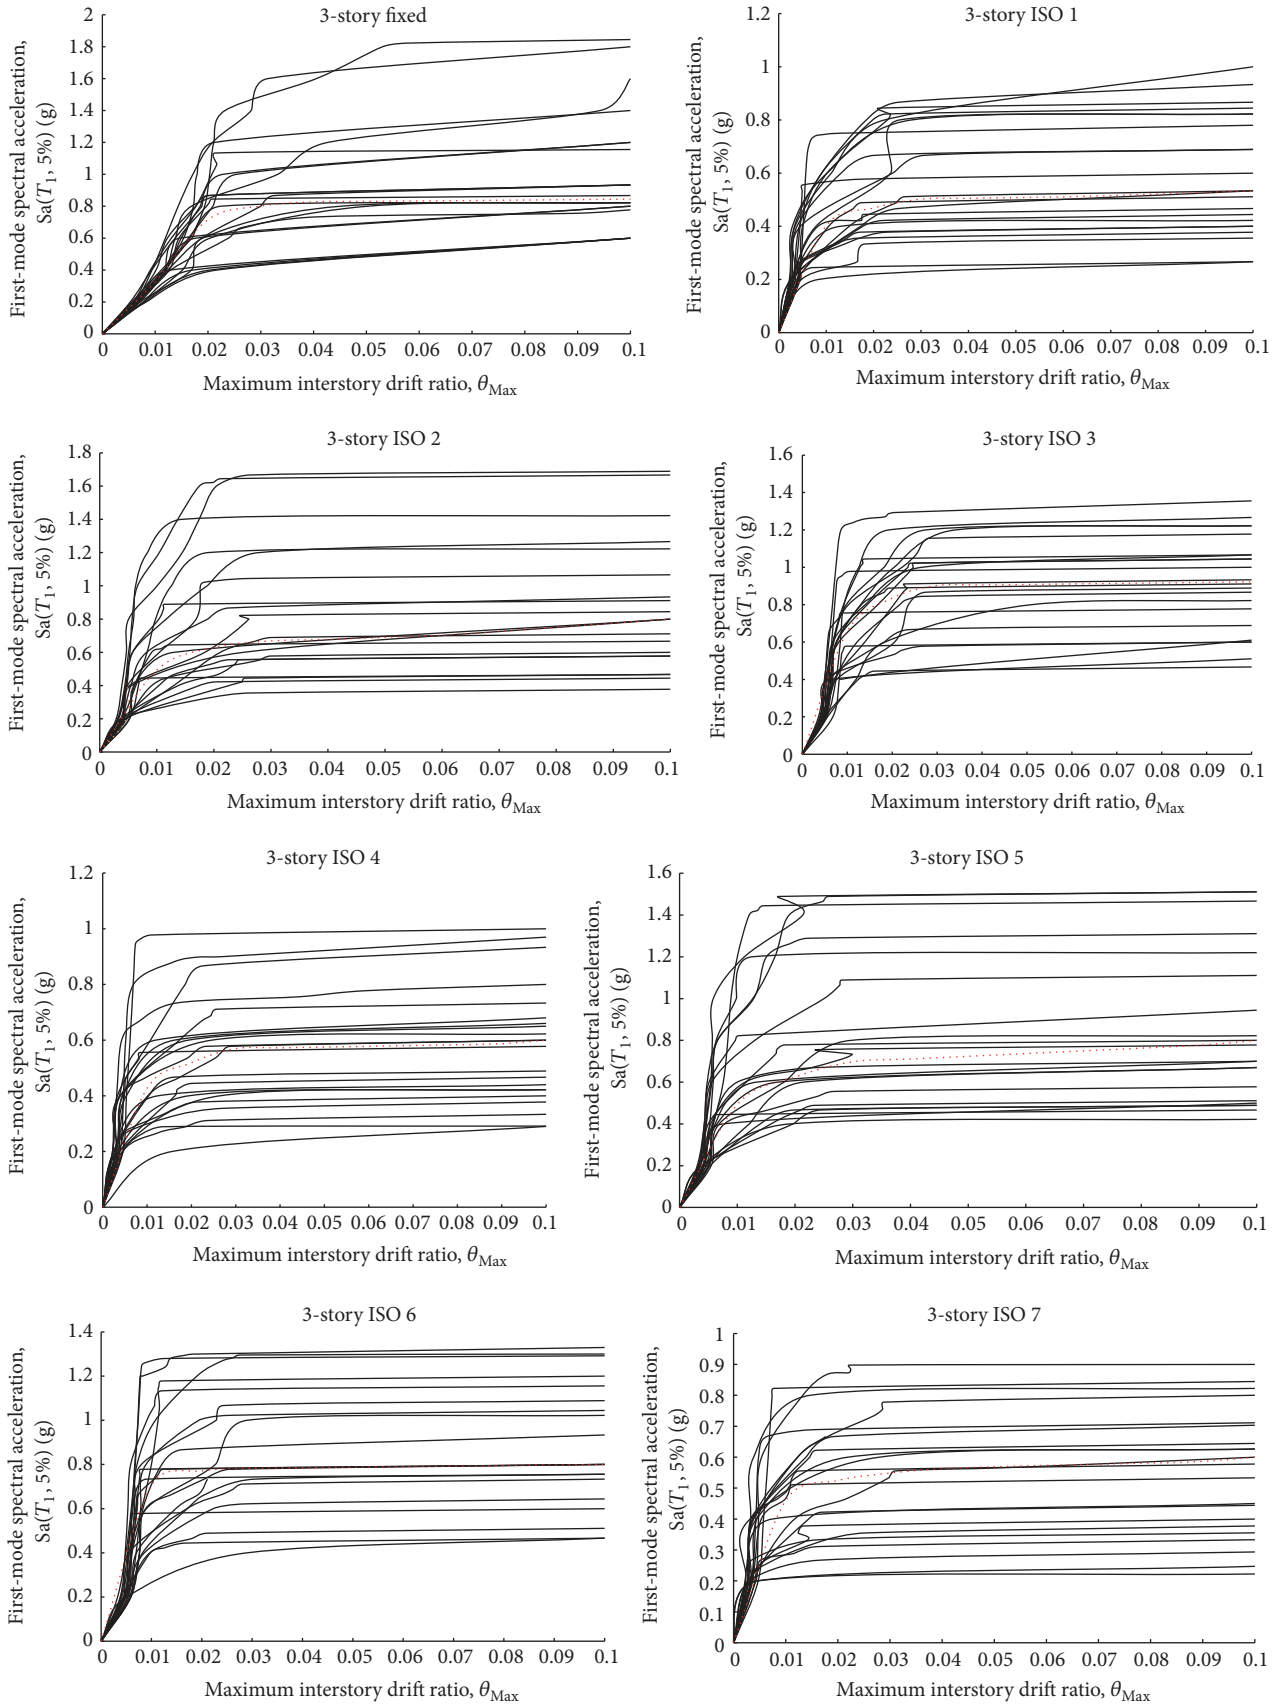 3-story fixed
First-mode spectral acceleration,
Sa(T1, 5%) (g)
2
1.8
1.6
1.4
1.2
1
0.8
0.6
0.4
0.2
0
0 0.01 0.02 0.03 0.04 0.05 0.06 0.07 0.08 0.09 0.1
Maximum interstory drift ratio, θMax
3-story ISO 1
First-mode spectral acceleration,
Sa(T1, 5%) (g)
1.2
1
0.8
0.6
0.4
0.2
0
0 0.01 0.02 0.03 0.04 0.05 0.06 0.07 0.08 0.09 0.1
Maximum interstory drift ratio, θMax
3-story ISO 2
First-mode spectral acceleration,
Sa(T1, 5%) (g)
1.8
1.6
1.4
1.2
1
0.8
0.6
0.4
0.2
0
0 0.01 0.02 0.03 0.04 0.05 0.06 0.07 0.08 0.09 0.1
Maximum interstory drift ratio, θMax
3-story ISO 3
First-mode spectral acceleration,
Sa(T1, 5%) (g)
1.6
1.4
1.2
1
0.8
0.6
0.4
0.2
0
0 0.01 0.02 0.03 0.04 0.05 0.06 0.07 0.08 0.09 0.1
Maximum interstory drift ratio, θMax
3-story ISO 4
First-mode spectral acceleration,
Sa(T1, 5%) (g)
1.2
1
0.8
0.6
0.4
0.2
0
0 0.01 0.02 0.03 0.04 0.05 0.06 0.07 0.08 0.09 0.1
Maximum interstory drift ratio, θMax
3-story ISO 5
First-mode spectral acceleration,
Sa(T1, 5%) (g)
1.6
1.4
1.2
1
0.8
0.6
0.4
0.2
0
0 0.01 0.02 0.03 0.04 0.05 0.06 0.07 0.08 0.09 0.1
Maximum interstory drift ratio, θMax
3-story ISO 6
First-mode spectral acceleration,
Sa(T1, 5%) (g)
1.4
1.2
1
0.8
0.6
0.4
0.2
0
0 0.01 0.02 0.03 0.04 0.05 0.06 0.07 0.08 0.09 0.1
Maximum interstory drift ratio, θMax
3-story ISO 7
First-mode spectral acceleration,
Sa(T1, 5%) (g)
1
0.9
0.8
0.7
0.6
0.5
0.4
0.3
0.2
0.1
0
0 0.01 0.02 0.03 0.04 0.05 0.06 0.07 0.08 0.09 0.1
Maximum interstory drift ratio, θMax